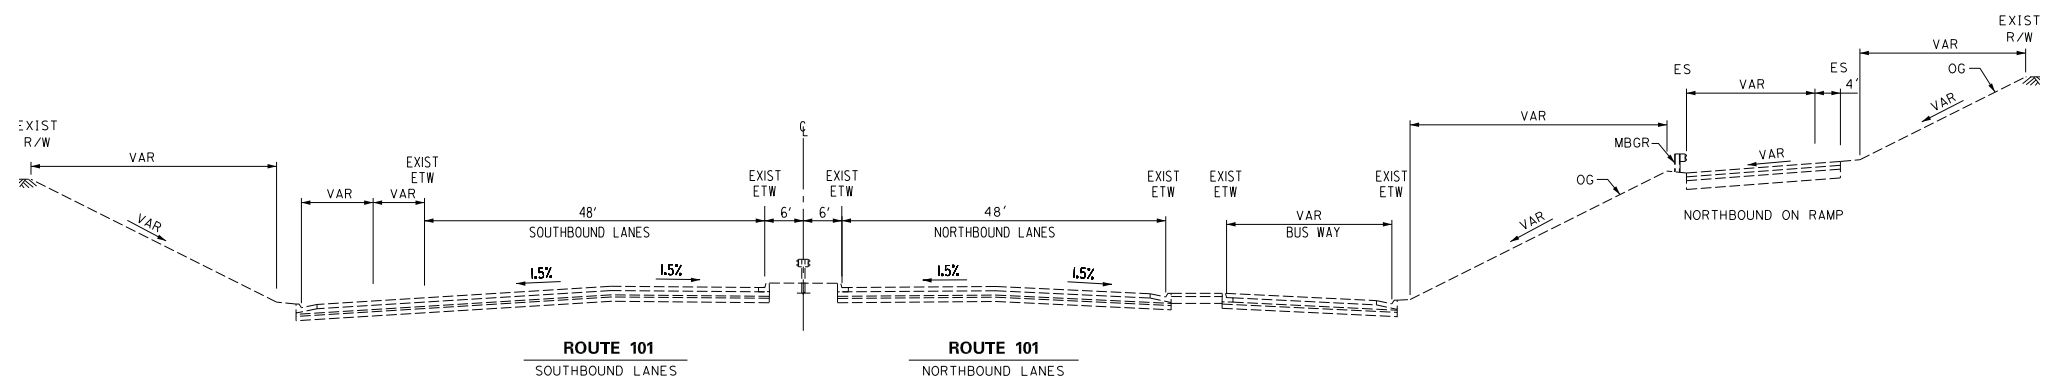 EXIST
R/W
VAR
ES
ES
OG
VAR
4'
VAR
VAR
VAR
EXIST
R/W
VAR
℄
MBGR
VAR
EXIST
ETW
EXIST
ETW
EXIST
ETW
EXIST
ETW
EXIST
ETW
EXIST
ETW
OG
VAR
VAR
VAR
48'
6'
6'
48'
VAR
VAR
NORTHBOUND ON RAMP
SOUTHBOUND LANES
NORTHBOUND LANES
BUS WAY
1.5%
1.5%
1.5%
1.5%
ROUTE 101
SOUTHBOUND LANES
ROUTE 101
NORTHBOUND LANES